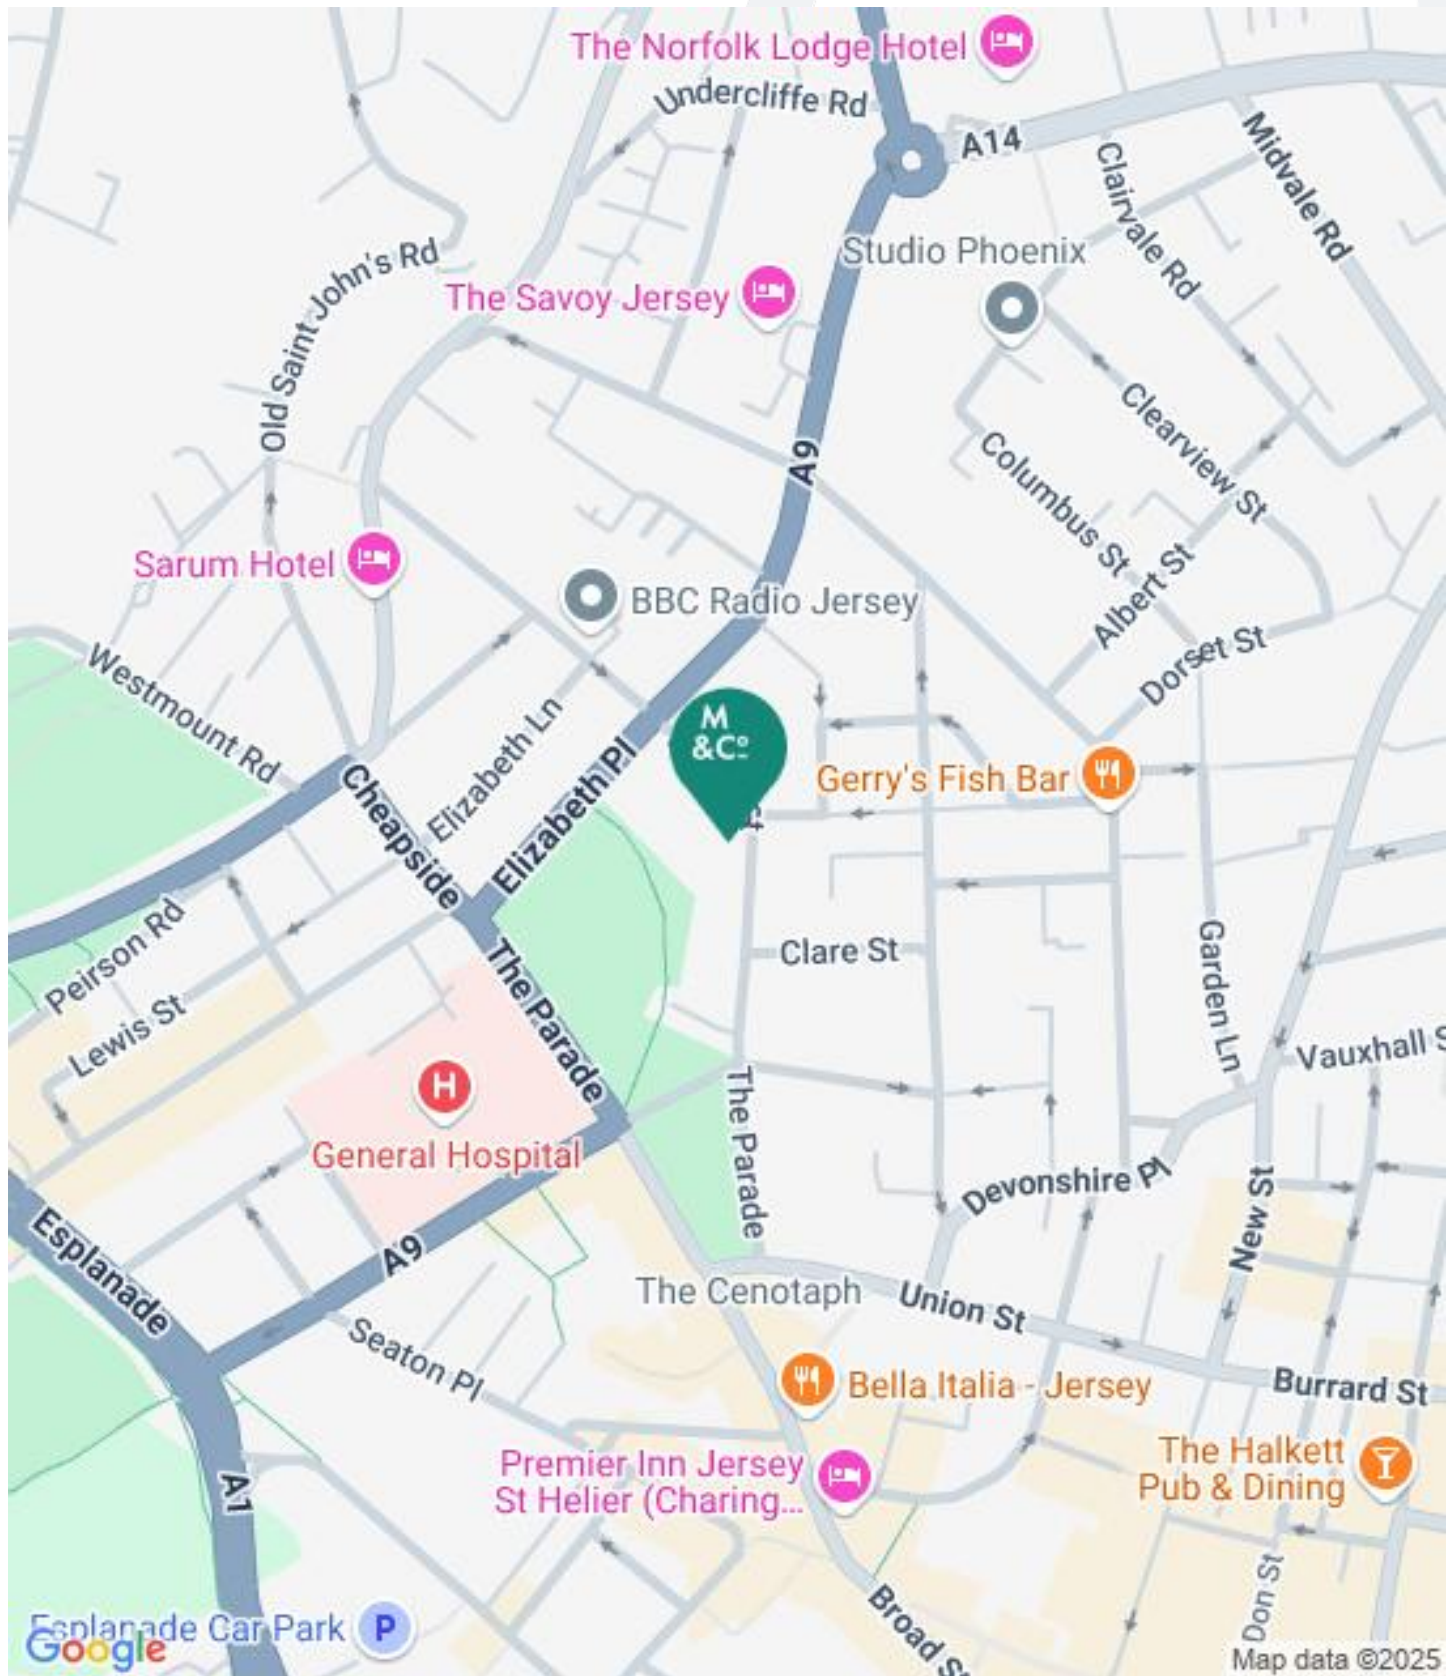 The Norfolk Lodge Hotel
Undercliffe Rd
A14
Clairvale Rd
Midvale Rd
Studio Phoenix
Old Saint John's Rd
The Savoy Jersey
Clearview St
A9
Columbus St
Albert St
Sarum Hotel
BBC Radio Jersey
Dorset St
Westmount Rd
Elizabeth Ln
M
&Co
Elizabeth Pl
Gerry's Fish Bar
Cheapside
Peirson Rd
Clare St
Garden Ln
The Parade
Lewis St
Vauxhall S
The Parade
General Hospital
Devonshire Pl
New St
Esplanade
A9
The Cenotaph
Union St
Seaton Pl
Bella Italia - Jersey
Burrard St
The Halkett
Pub & Dining
Premier Inn Jersey
St Helier (Charing...
A1
Don St
Broad St
Esplanade Car Park
P
Google
Map data ©2025
H